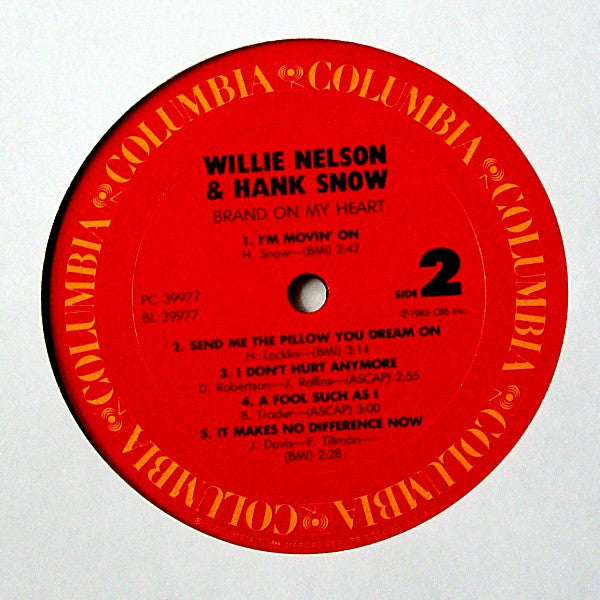 COLUMBIA COLUMBIA COLUMBIA COLUMBIA COLUMBIA COLUMBIA COLUMBIA COLUMBIA
WILLIE NELSON
& HANK SNOW
BRAND ON MY HEART
1. I'M MOVIN' ON
H. Snow—(BMI) 2:42
PC 39977
BL 39977
SIDE 2
℗ 1985 CBS Inc.
2. SEND ME THE PILLOW YOU DREAM ON
H. Locklin—(BMI) 3:14
3. I DON'T HURT ANYMORE
D. Robertson—J. Rollins—(ASCAP) 2:55
4. A FOOL SUCH AS I
B. Trader—(ASCAP) 3:00
5. IT MAKES NO DIFFERENCE NOW
J. Davis—F. Tillman—
(BMI) 2:28